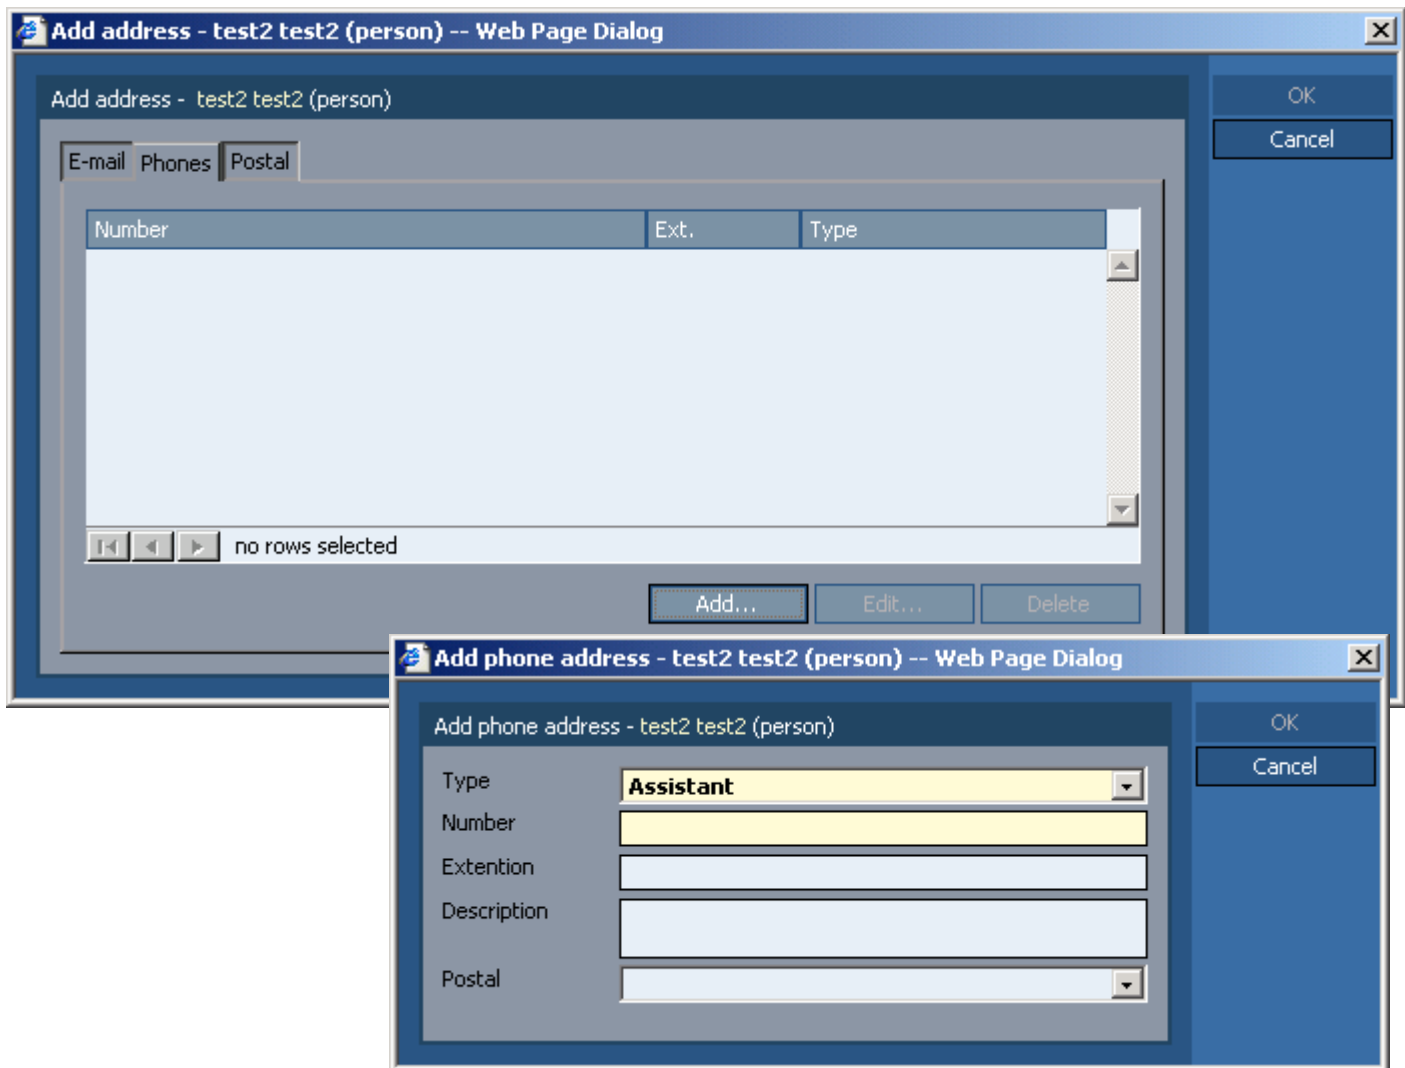 Add address - test2 test2 (person) -- Web Page Dialog
Add address - test2 test2 (person)
OK
Cancel
E-mail Phones Postal
Number Ext. Type
no rows selected
Add... Edit... Delete
Add phone address - test2 test2 (person) -- Web Page Dialog
Add phone address - test2 test2 (person)
OK
Cancel
Type Assistant
Number
Extention
Description
Postal